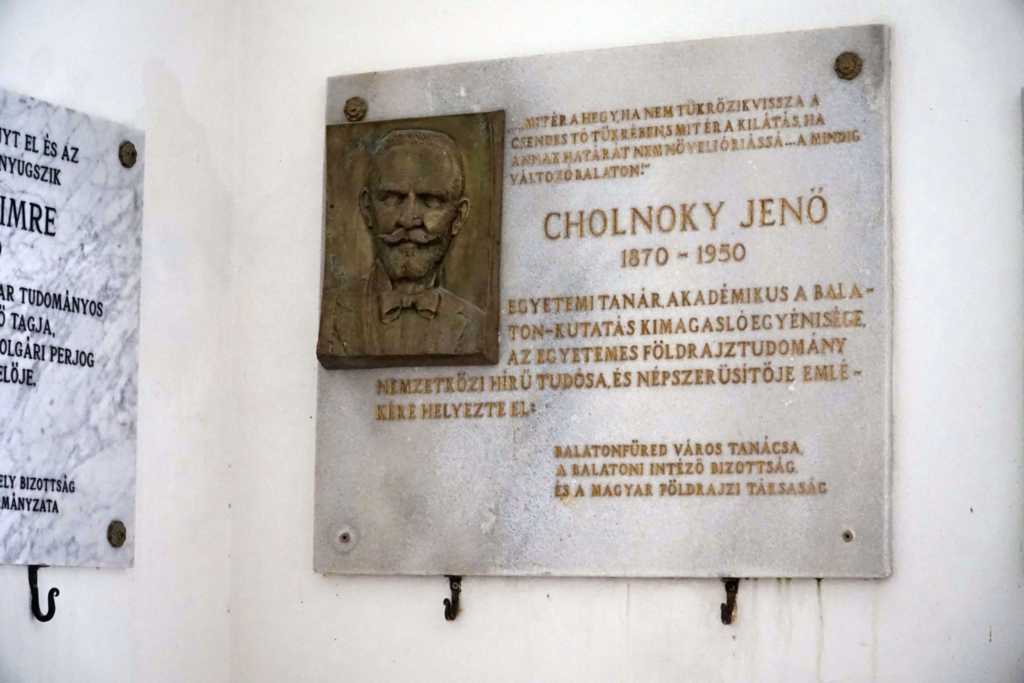 NYT EL ÉS AZ
NYUGSZIK
IMRE
AR TUDOMÁNYOS
Ő TAGJA,
OLGÁRI PERJOG
ELŐJE.
ELY BIZOTTSÁG
RMÁNYZATA
„...MIT ÉR A HEGY, HA NEM TÜKRÖZIK VISSZA A
CSENDES TÓ TÜKRÉBEN, S MIT ÉR A KILÁTÁS, HA
ANNAK HATÁRÁT NEM NÖVELI ÓRIÁSSÁ...A MINDIG
VÁLTOZÓ BALATON!"
CHOLNOKY JENŐ
1870 - 1950
EGYETEMI TANÁR, AKADÉMIKUS A BALA-
TON-KUTATÁS KIMAGASLÓ EGYÉNISÉGE,
AZ EGYETEMES FÖLDRAJZTUDOMÁNY
NEMZETKÖZI HÍRŰ TUDÓSA, ÉS NÉPSZERŰSÍTŐJE EMLÉ-
KÉRE HELYEZTE EL:
BALATONFÜRED VÁROS TANÁCSA,
A BALATONI INTÉZŐ BIZOTTSÁG,
ÉS A MAGYAR FÖLDRAJZI TÁRSASÁG